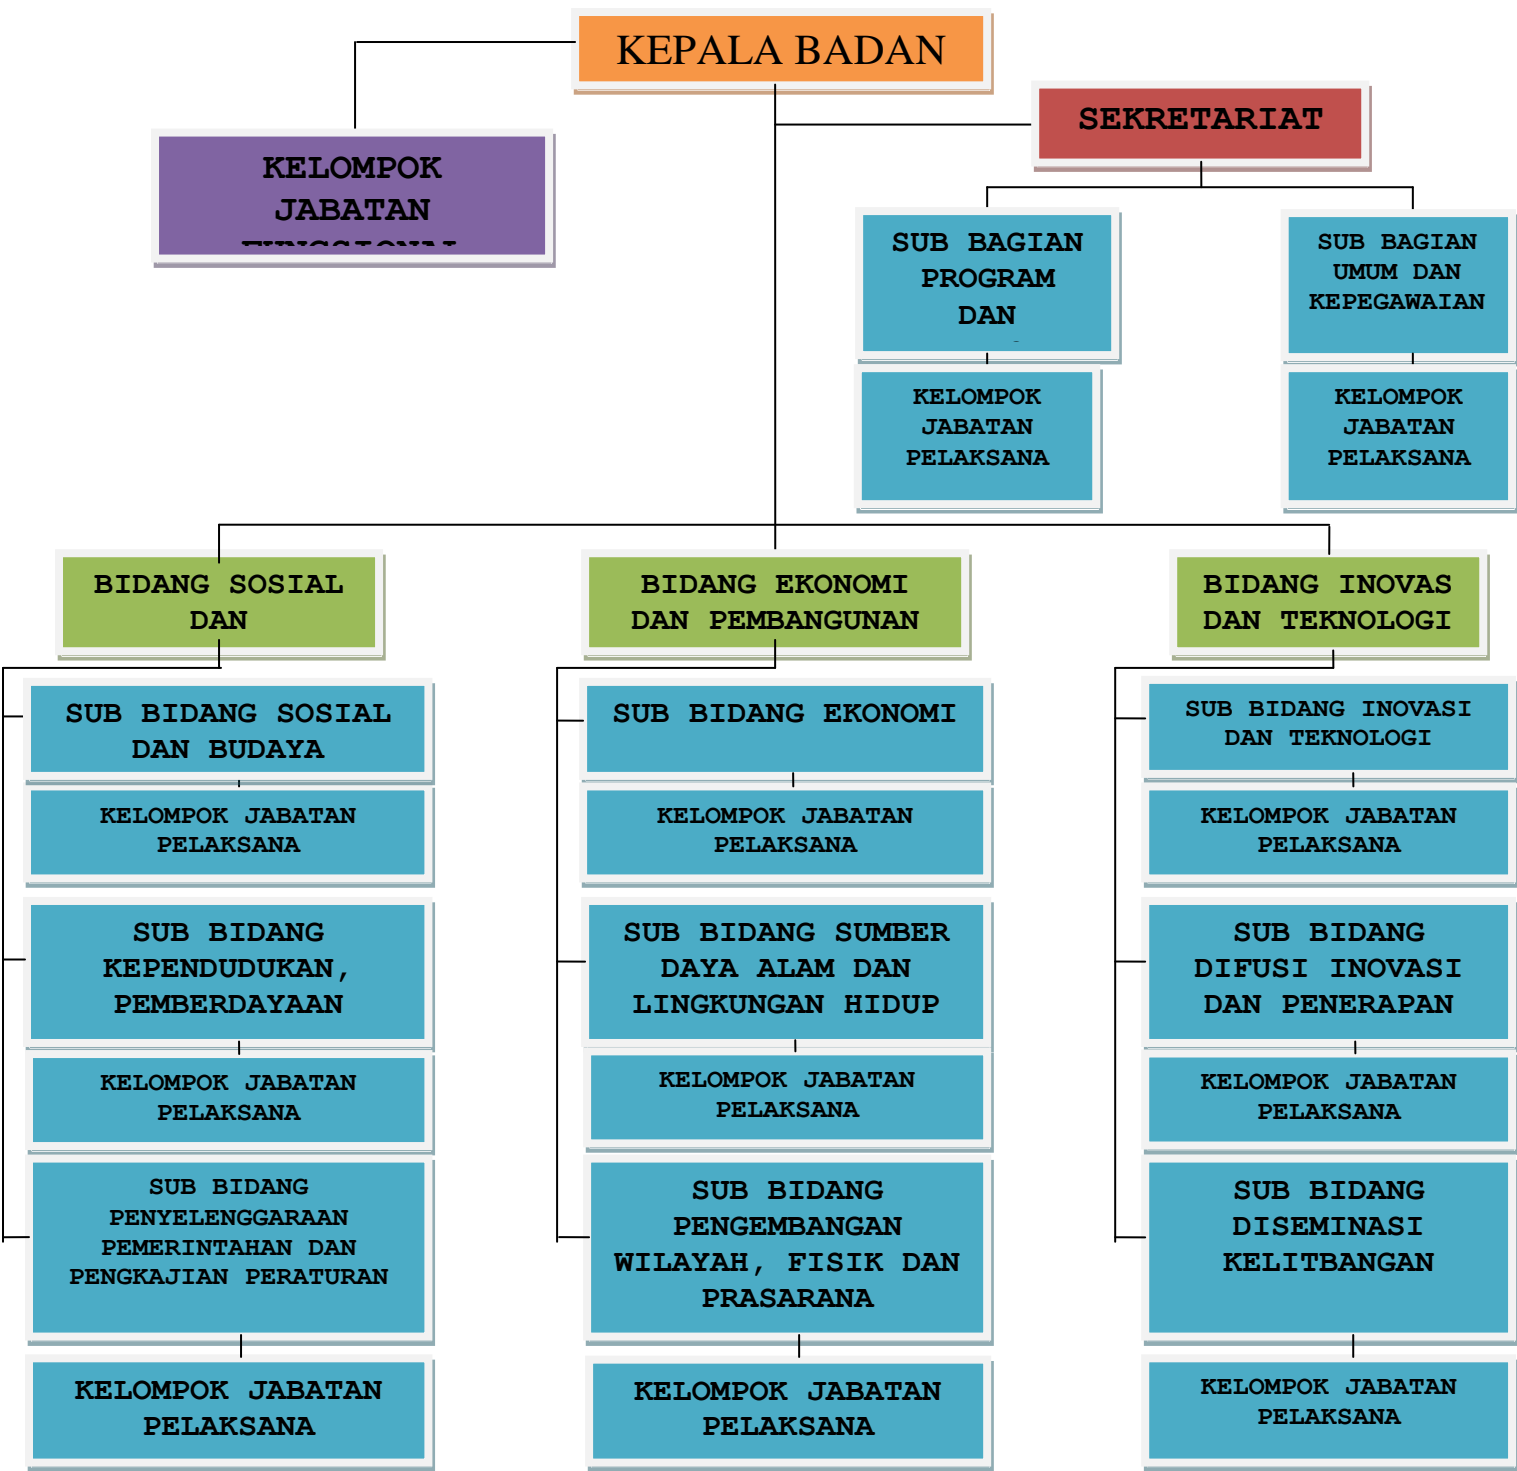 KEPALA BADAN
SEKRETARIAT
KELOMPOK
JABATAN
SUB BAGIAN
PROGRAM
DAN
SUB BAGIAN
UMUM DAN
KEPEGAWAIAN
KELOMPOK
JABATAN
PELAKSANA
KELOMPOK
JABATAN
PELAKSANA
BIDANG SOSIAL
DAN
BIDANG EKONOMI
DAN PEMBANGUNAN
BIDANG INOVAS
DAN TEKNOLOGI
SUB BIDANG SOSIAL
DAN BUDAYA
SUB BIDANG EKONOMI
SUB BIDANG INOVASI
DAN TEKNOLOGI
KELOMPOK JABATAN
PELAKSANA
KELOMPOK JABATAN
PELAKSANA
KELOMPOK JABATAN
PELAKSANA
SUB BIDANG
KEPENDUDUKAN,
PEMBERDAYAAN
SUB BIDANG SUMBER
DAYA ALAM DAN
LINGKUNGAN HIDUP
SUB BIDANG
DIFUSI INOVASI
DAN PENERAPAN
KELOMPOK JABATAN
PELAKSANA
KELOMPOK JABATAN
PELAKSANA
KELOMPOK JABATAN
PELAKSANA
SUB BIDANG
PENYELENGGARAAN
PEMERINTAHAN DAN
PENGKAJIAN PERATURAN
SUB BIDANG
PENGEMBANGAN
WILAYAH, FISIK DAN
PRASARANA
SUB BIDANG
DISEMINASI
KELITBANGAN
KELOMPOK JABATAN
PELAKSANA
KELOMPOK JABATAN
PELAKSANA
KELOMPOK JABATAN
PELAKSANA